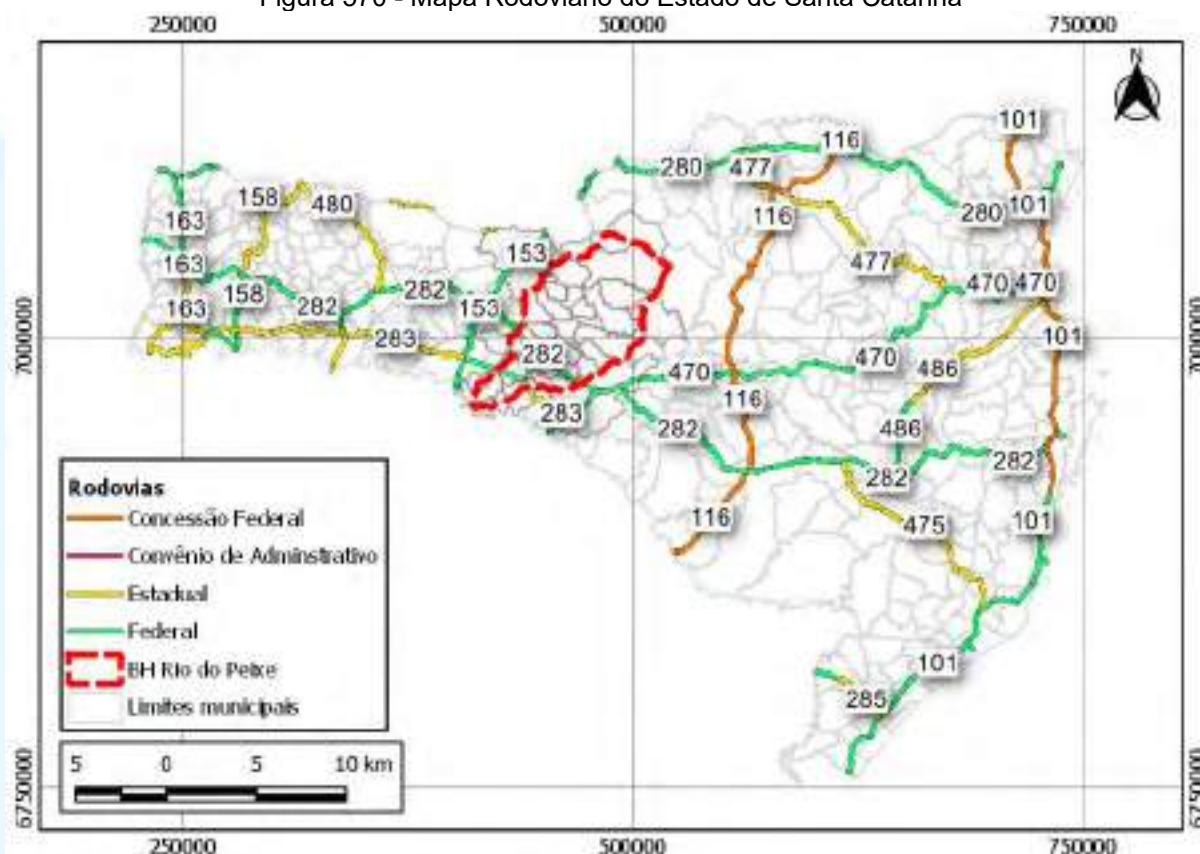 Figura 376 - Mapa Rodoviário do Estado de Santa Catarina
250000 500000 750000
N
101
116
280 477
158 480
163
116
280 101
153
163
477
158 282 282
470 470
163
153
283
101
7000000
7000000
282
470
470
486
283
116
282
486
282
282
116
475
101
101
285
Rodovias
Concessão Federal
Convênio de Adminstrativo
Estadual
Federal
BH Rio do Peixe
Limites municipais
5 0 5 10 km
6750000
6750000
250000 500000 750000